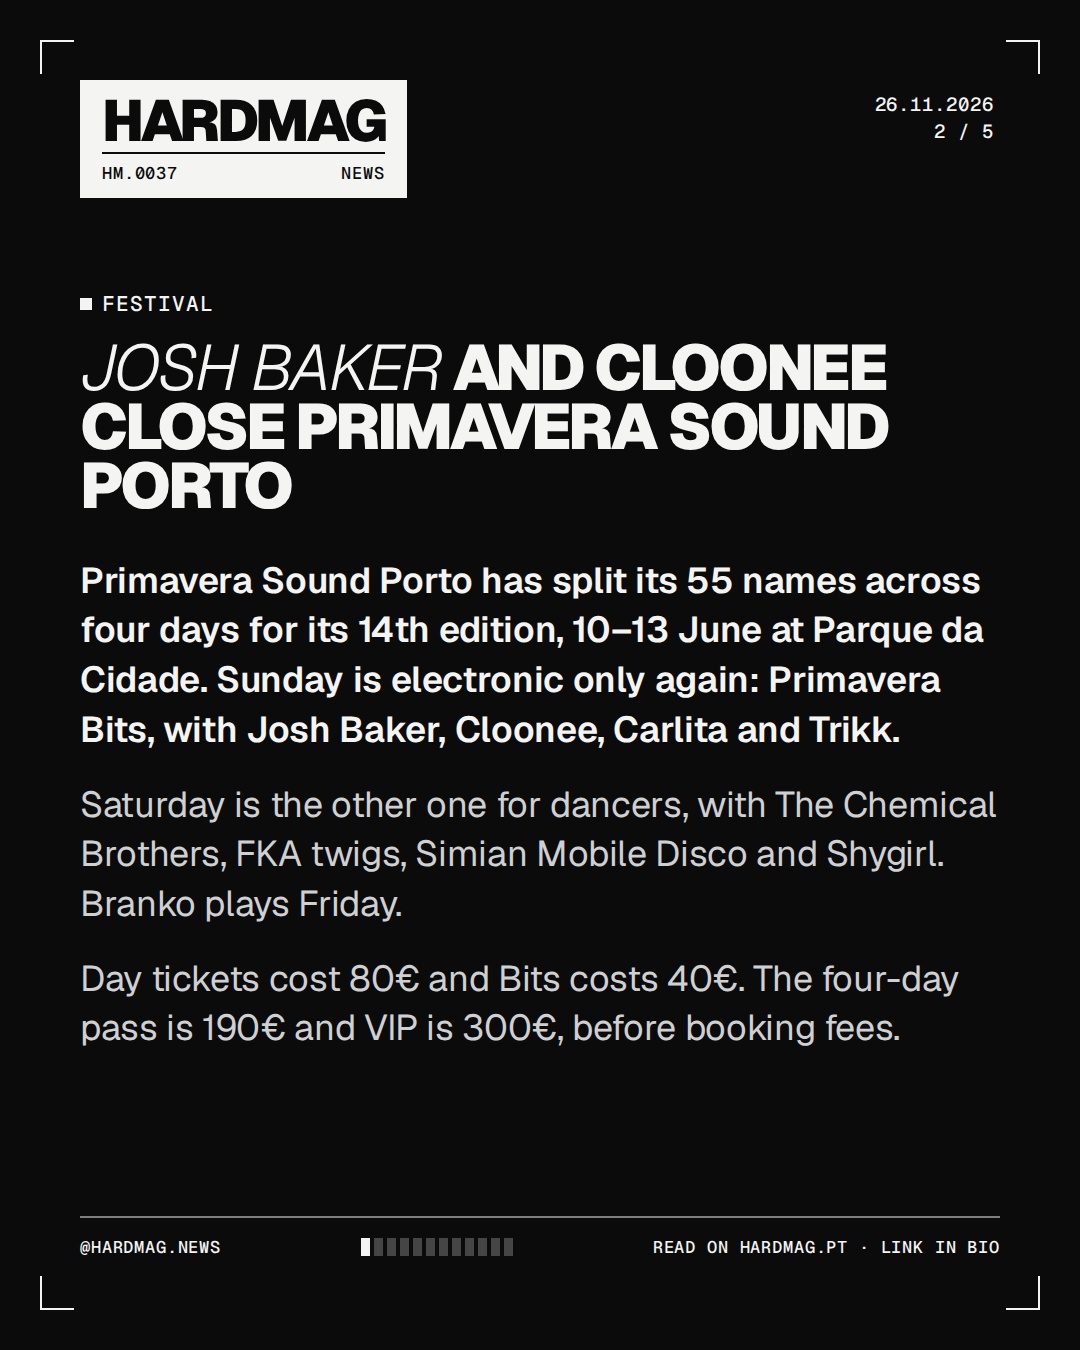 HARDMAG
HM.0037 NEWS
26.11.2026
2 / 5
FESTIVAL
JOSH BAKER AND CLOONEE
CLOSE PRIMAVERA SOUND
PORTO
Primavera Sound Porto has split its 55 names across
four days for its 14th edition, 10–13 June at Parque da
Cidade. Sunday is electronic only again: Primavera
Bits, with Josh Baker, Cloonee, Carlita and Trikk.
Saturday is the other one for dancers, with The Chemical
Brothers, FKA twigs, Simian Mobile Disco and Shygirl.
Branko plays Friday.
Day tickets cost 80€ and Bits costs 40€. The four-day
pass is 190€ and VIP is 300€, before booking fees.
@HARDMAG.NEWS
READ ON HARDMAG.PT · LINK IN BIO